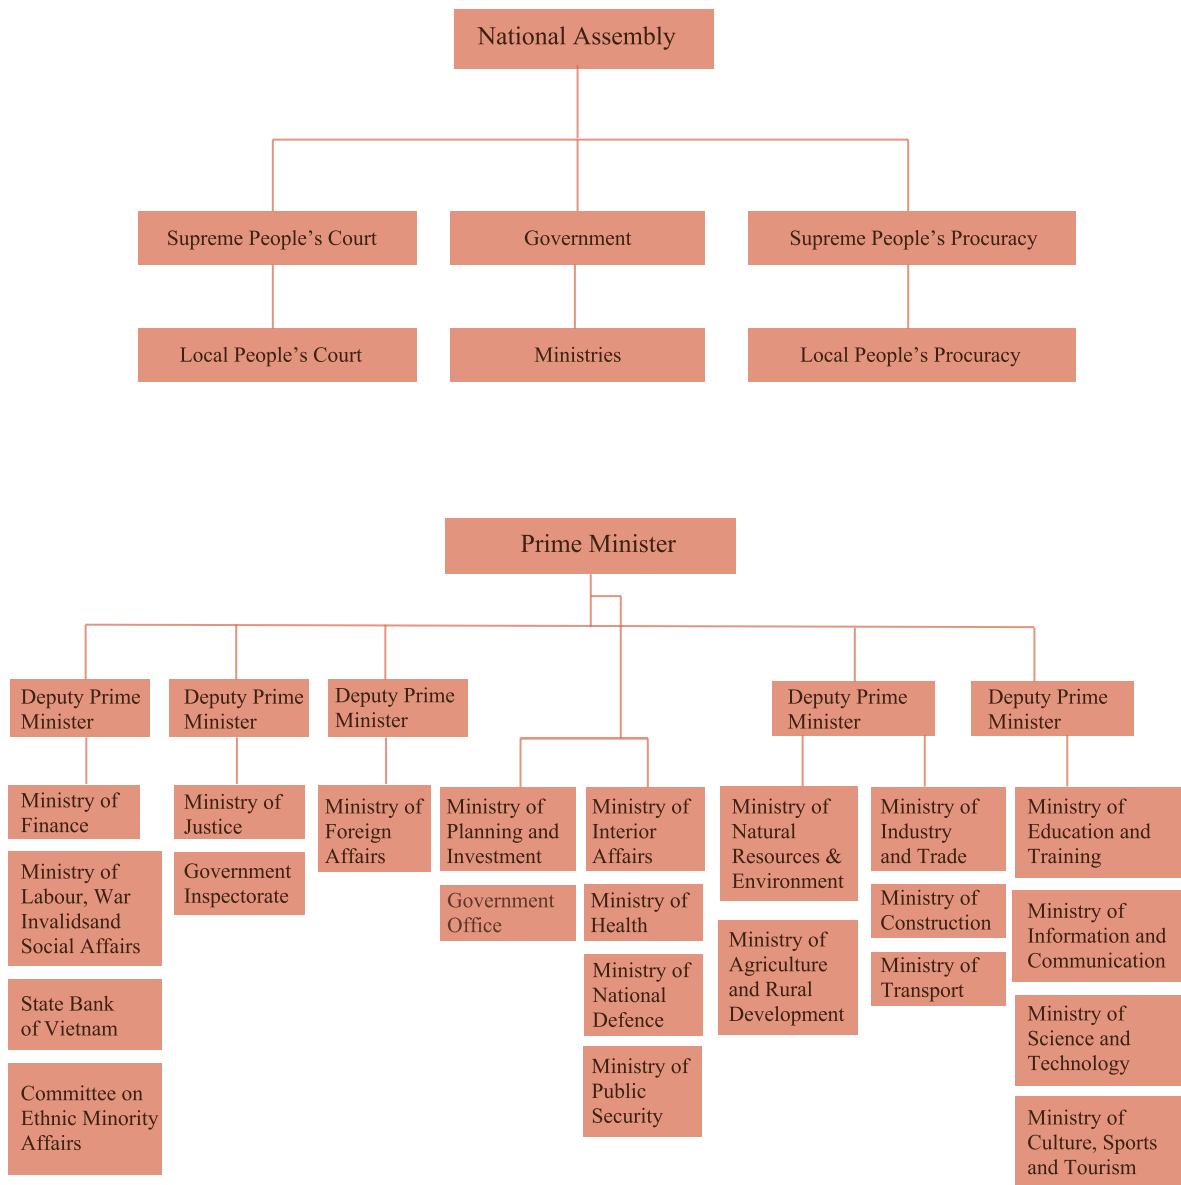 National Assembly
Supreme People’s Court
Government
Supreme People’s Procuracy
Local People’s Court
Ministries
Local People’s Procuracy
Prime Minister
Deputy Prime
Minister
Deputy Prime
Minister
Deputy Prime
Minister
Deputy Prime
Minister
Deputy Prime
Minister
Ministry of
Finance
Ministry of
Labour, War
Invalidsand
Social Affairs
State Bank
of Vietnam
Committee on
Ethnic Minority
Affairs
Ministry of
Justice
Government
Inspectorate
Ministry of
Foreign
Affairs
Ministry of
Planning and
Investment
Government
Office
Ministry of
Interior
Affairs
Ministry of
Health
Ministry of
National
Defence
Ministry of
Public
Security
Ministry of
Natural
Resources &
Environment
Ministry of
Agriculture
and Rural
Development
Ministry of
Industry
and Trade
Ministry of
Construction
Ministry of
Transport
Ministry of
Education and
Training
Ministry of
Information and
Communication
Ministry of
Science and
Technology
Ministry of
Culture, Sports
and Tourism